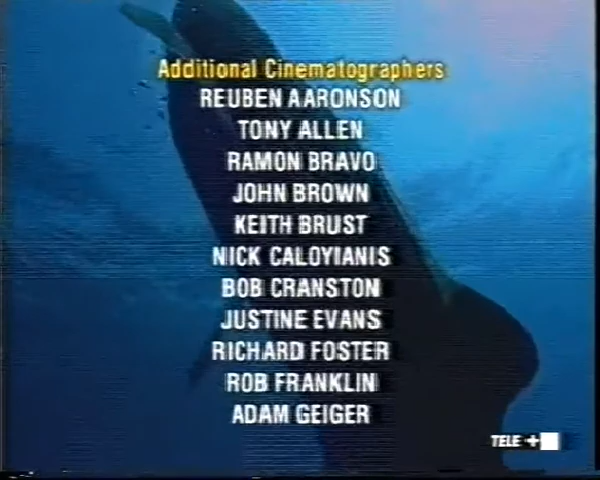 Additional Cinematographers
REUBEN AARONSON
TONY ALLEN
RAMON BRAVO
JOHN BROWN
KEITH BRUST
NICK CALOYIANIS
BOB CRANSTON
JUSTINE EVANS
RICHARD FOSTER
ROB FRANKLIN
ADAM GEIGER
TELE +